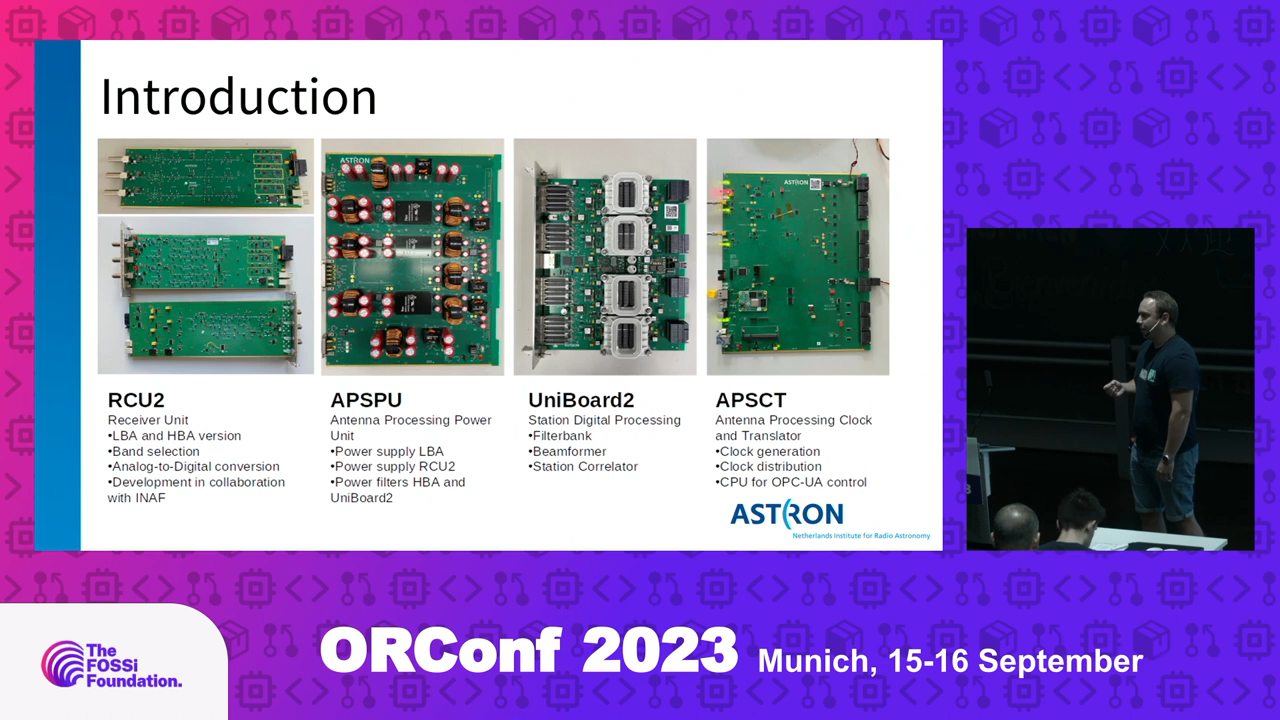 Introduction
ASTRON
ASTRON
RCU2
Receiver Unit
•LBA and HBA version
•Band selection
•Analog-to-Digital conversion
•Development in collaboration
with INAF
APSPU
Antenna Processing Power
Unit
•Power supply LBA
•Power supply RCU2
•Power filters HBA and
UniBoard2
UniBoard2
Station Digital Processing
•Filterbank
•Beamformer
•Station Correlator
APSCT
Antenna Processing Clock
and Translator
•Clock generation
•Clock distribution
•CPU for OPC-UA control
ASTRON
Netherlands Institute for Radio Astronomy
The
FOSSi
Foundation.
ORConf 2023
Munich, 15-16 September